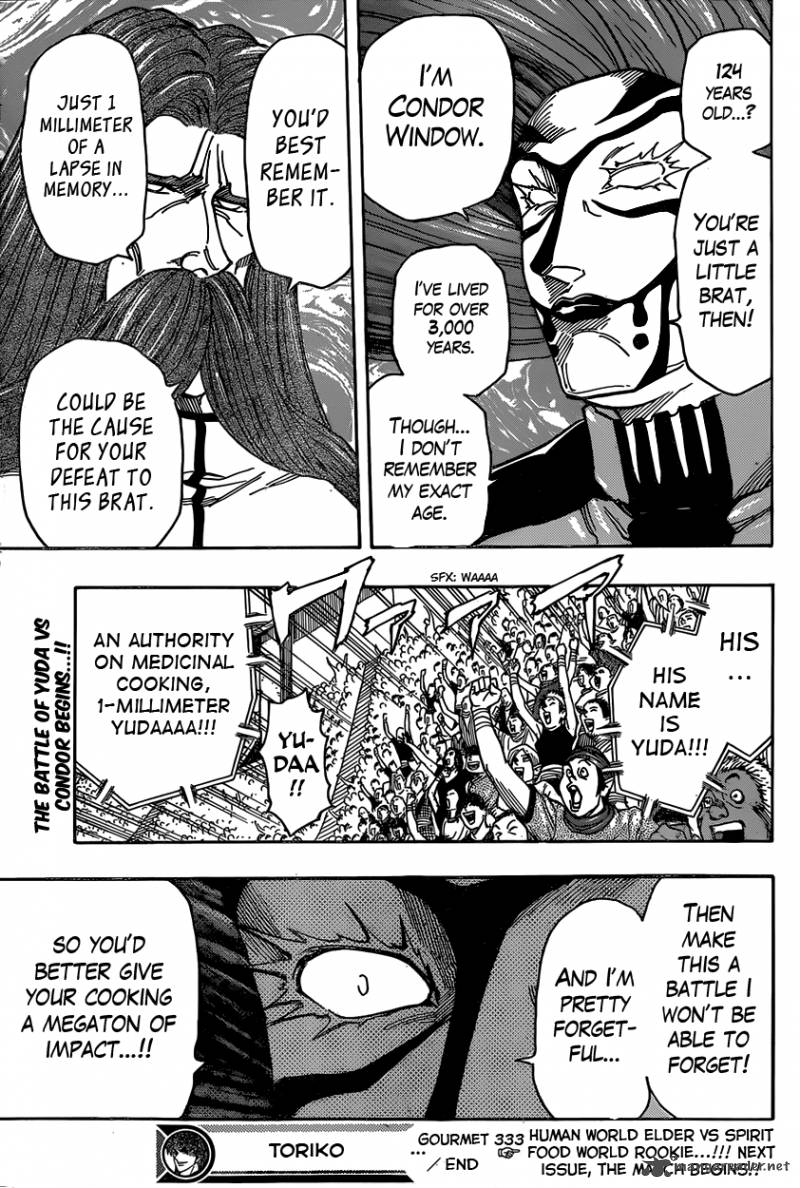 124
YEARS
OLD...?
YOU'RE
JUST A
LITTLE
BRAT,
THEN!
I'M
CONDOR
WINDOW.
I'VE LIVED
FOR OVER
3,000
YEARS.
THOUGH...
I DON'T
REMEMBER
MY EXACT
AGE.
YOU'D
BEST
REMEM-
BER IT.
JUST 1
MILLIMETER
OF A
LAPSE IN
MEMORY...
COULD BE
THE CAUSE
FOR YOUR
DEFEAT TO
THIS BRAT.
SFX: WAAAA
HIS
...
HIS
NAME
IS
YUDA!!!
YU-
DAA
!!
AN AUTHORITY
ON MEDICINAL
COOKING,
1-MILLIMETER
YUDAAAA!!!
THE BATTLE OF YUDA VS
CONDOR BEGINS...!!
THEN
MAKE
THIS A
BATTLE I
WON'T BE
ABLE TO
FORGET!
AND I'M
PRETTY
FORGET-
FUL...
SO YOU'D
BETTER GIVE
YOUR COOKING
A MEGATON OF
IMPACT...!!
TORIKO
GOURMET 333
...
/ END
☞ HUMAN WORLD ELDER VS SPIRIT
FOOD WORLD ROOKIE...!!! NEXT
ISSUE, THE MATCH BEGINS!!